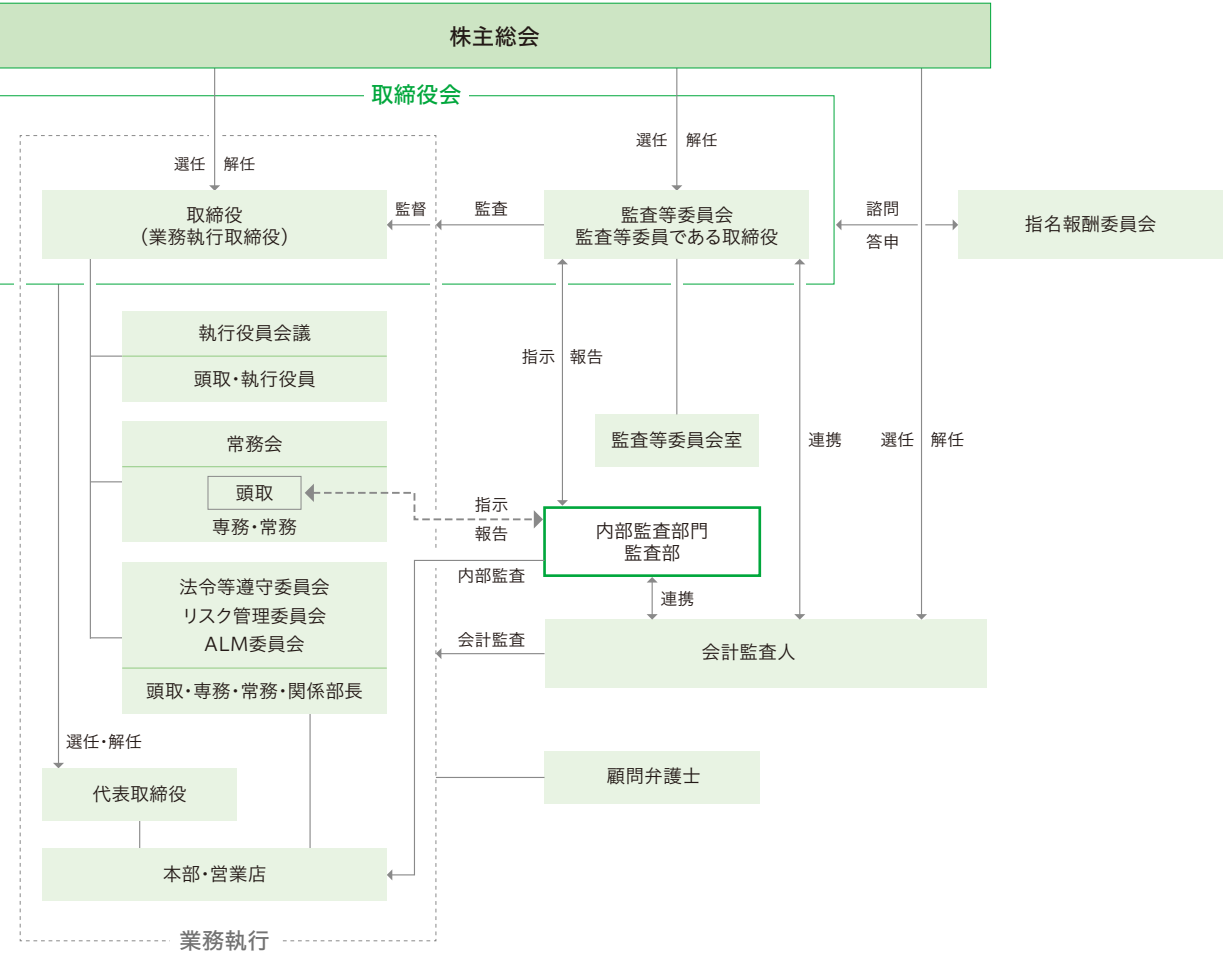 株主総会
取締役会
選任 解任
選任 解任
取締役
（業務執行取締役）
監督
監査
監査等委員会
監査等委員である取締役
諮問
答申
指名報酬委員会
執行役員会議
頭取・執行役員
指示 報告
常務会
頭取
専務・常務
監査等委員会室
連携
選任 解任
指示
報告
内部監査部門
監査部
内部監査
法令等遵守委員会
リスク管理委員会
ALM委員会
頭取・専務・常務・関係部長
連携
会計監査
会計監査人
選任・解任
代表取締役
顧問弁護士
本部・営業店
業務執行